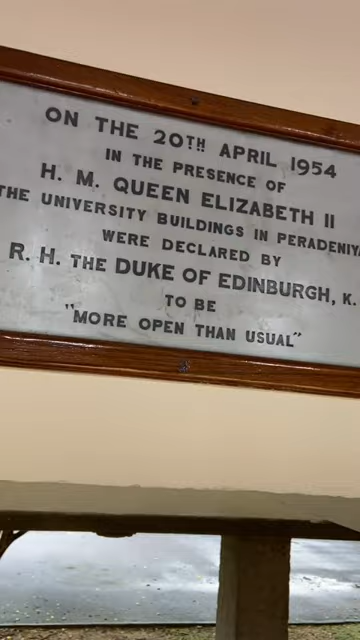 ON THE 20TH APRIL 1954
IN THE PRESENCE OF
H. M. QUEEN ELIZABETH II
THE UNIVERSITY BUILDINGS IN PERADENIYA
WERE DECLARED BY
R. H. THE DUKE OF EDINBURGH, K.
TO BE
"MORE OPEN THAN USUAL"